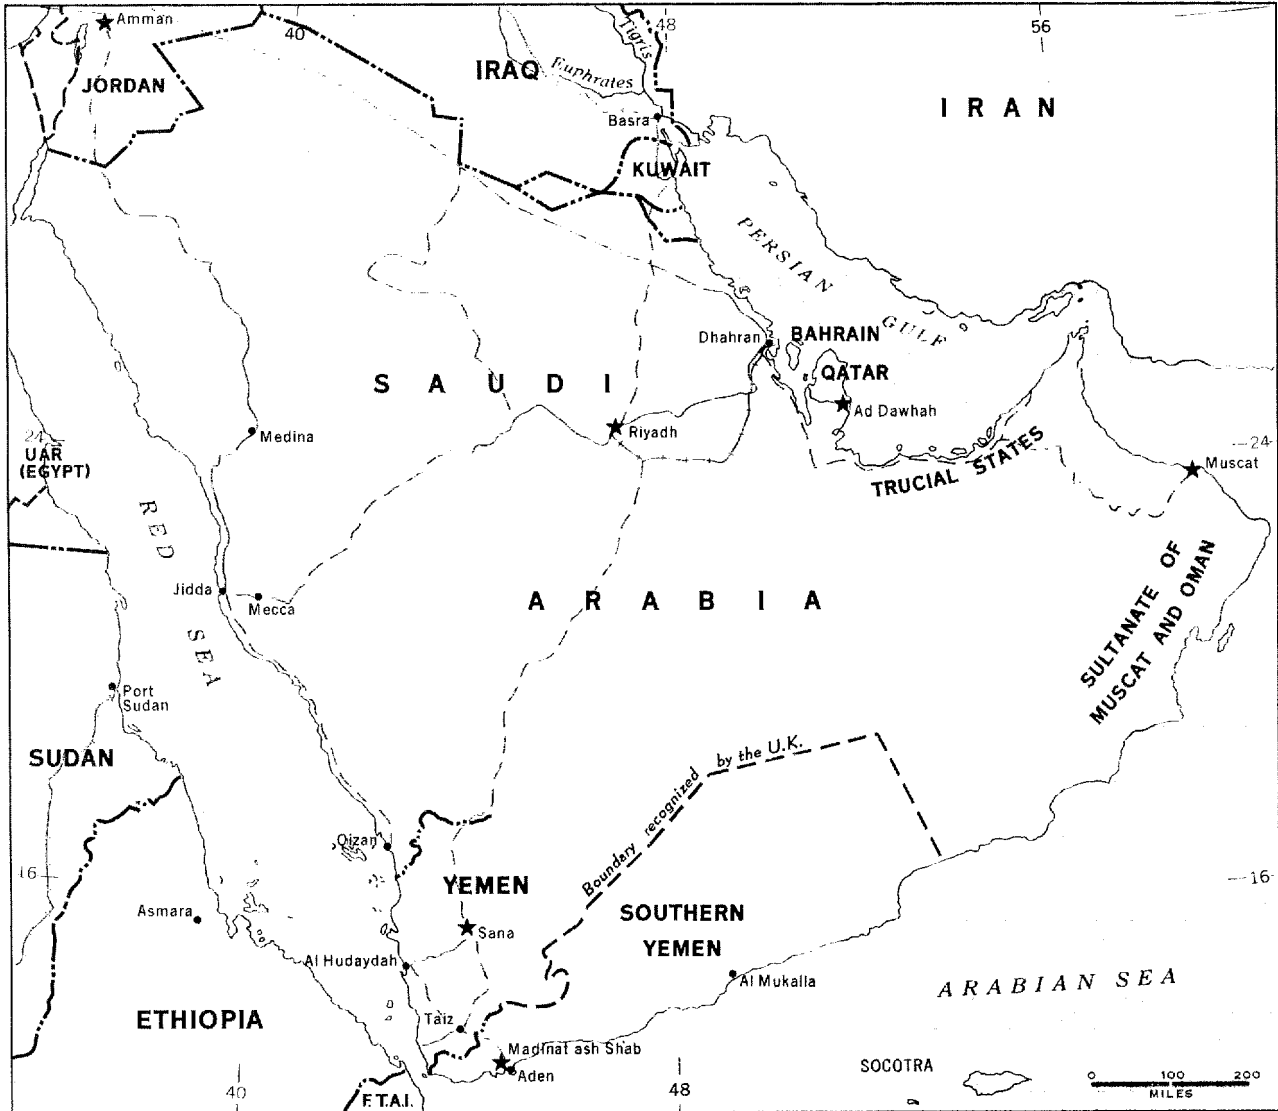 Amman
40
48
56
Tigris
IRAQ
Euphrates
JORDAN
IRAN
Basra
KUWAIT
PERSIAN
GULF
Dhahran
BAHRAIN
QATAR
SAUDI
Ad Dawhah
Medina
Riyadh
24
24
UAR
(EGYPT)
TRUCIAL STATES
Muscat
RED
SEA
Jidda
Mecca
ARABIA
SULTANATE OF
MUSCAT AND OMAN
Port
Sudan
SUDAN
Boundary recognized by the U.K.
Qizan
16
16
YEMEN
Asmara
SOUTHERN
YEMEN
Sana
Al Hudaydah
Al Mukalla
ARABIAN SEA
ETHIOPIA
Taiz
Madinat ash Shab
Aden
SOCOTRA
0 100 200
MILES
40
F.T.A.I.
48